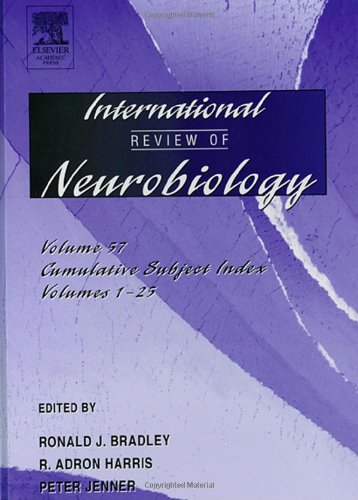 ELSEVIER
ACADEMIC
PRESS
International
REVIEW OF
Neurobiology
Volume 57
Cumulative Subject Index
Volumes 1-25
EDITED BY
RONALD J. BRADLEY
R. ADRON HARRIS
PETER JENNER